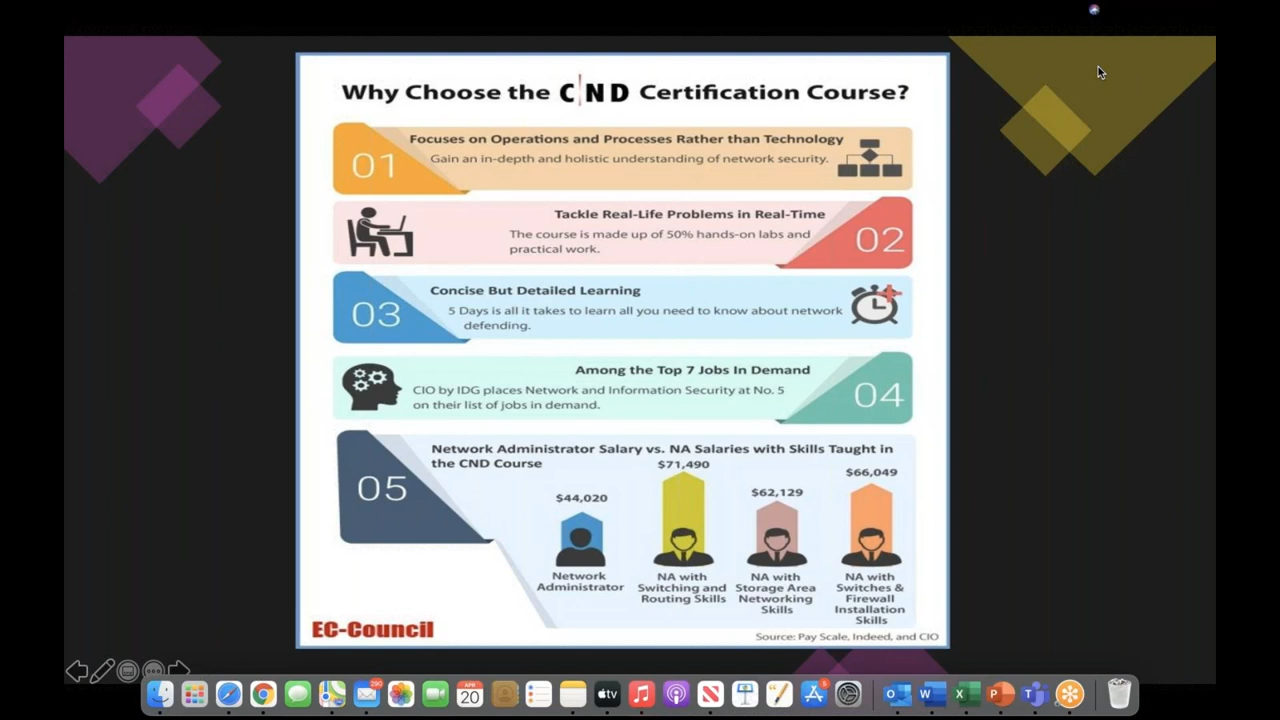 Why Choose the CND Certification Course?
01
Focuses on Operations and Processes Rather than Technology
Gain an in-depth and holistic understanding of network security.
Tackle Real-Life Problems in Real-Time
The course is made up of 50% hands-on labs and
practical work.
02
03
Concise But Detailed Learning
5 Days is all it takes to learn all you need to know about network
defending.
Among the Top 7 Jobs In Demand
CIO by IDG places Network and Information Security at No. 5
on their list of jobs in demand.
04
05
Network Administrator Salary vs. NA Salaries with Skills Taught in
the CND Course
$44,020
$71,490
$62,129
$66,049
Network
Administrator
NA with
Switching and
Routing Skills
NA with
Storage Area
Networking
Skills
NA with
Switches &
Firewall
Installation
Skills
EC-Council
Source: Pay Scale, Indeed, and CIO
290
APR
20
tv